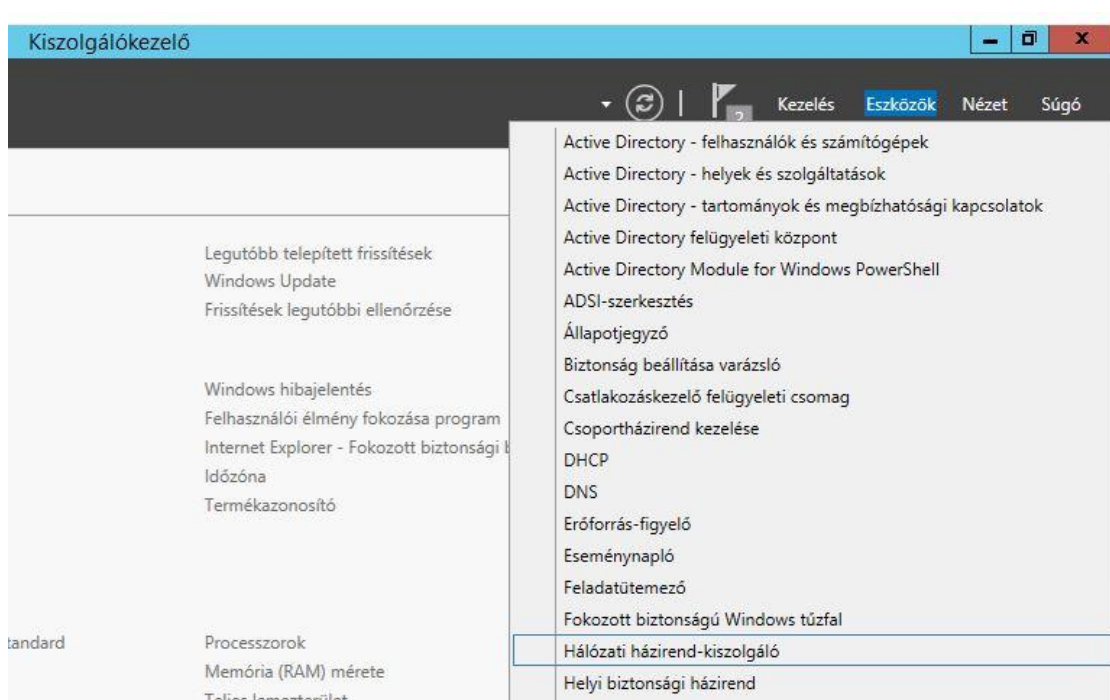 Kiszolgálókezelő
Kezelés Eszközök Nézet Súgó
Active Directory - felhasználók és számítógépek
Active Directory - helyek és szolgáltatások
Active Directory - tartományok és megbízhatósági kapcsolatok
Active Directory felügyeleti központ
Active Directory Module for Windows PowerShell
ADSI-szerkesztés
Állapotjegyző
Biztonság beállítása varázsló
Csatlakozáskezelő felügyeleti csomag
Csoportházirend kezelése
DHCP
DNS
Erőforrás-figyelő
Eseménynapló
Feladatütemező
Fokozott biztonságú Windows tűzfal
Hálózati házirend-kiszolgáló
Helyi biztonsági házirend
Legutóbb telepített frissítések
Windows Update
Frissítések legutóbbi ellenőrzése
Windows hibajelentés
Felhasználói élmény fokozása program
Internet Explorer - Fokozott biztonsági
Időzóna
Termékazonosító
tandard
Processzorok
Memória (RAM) mérete